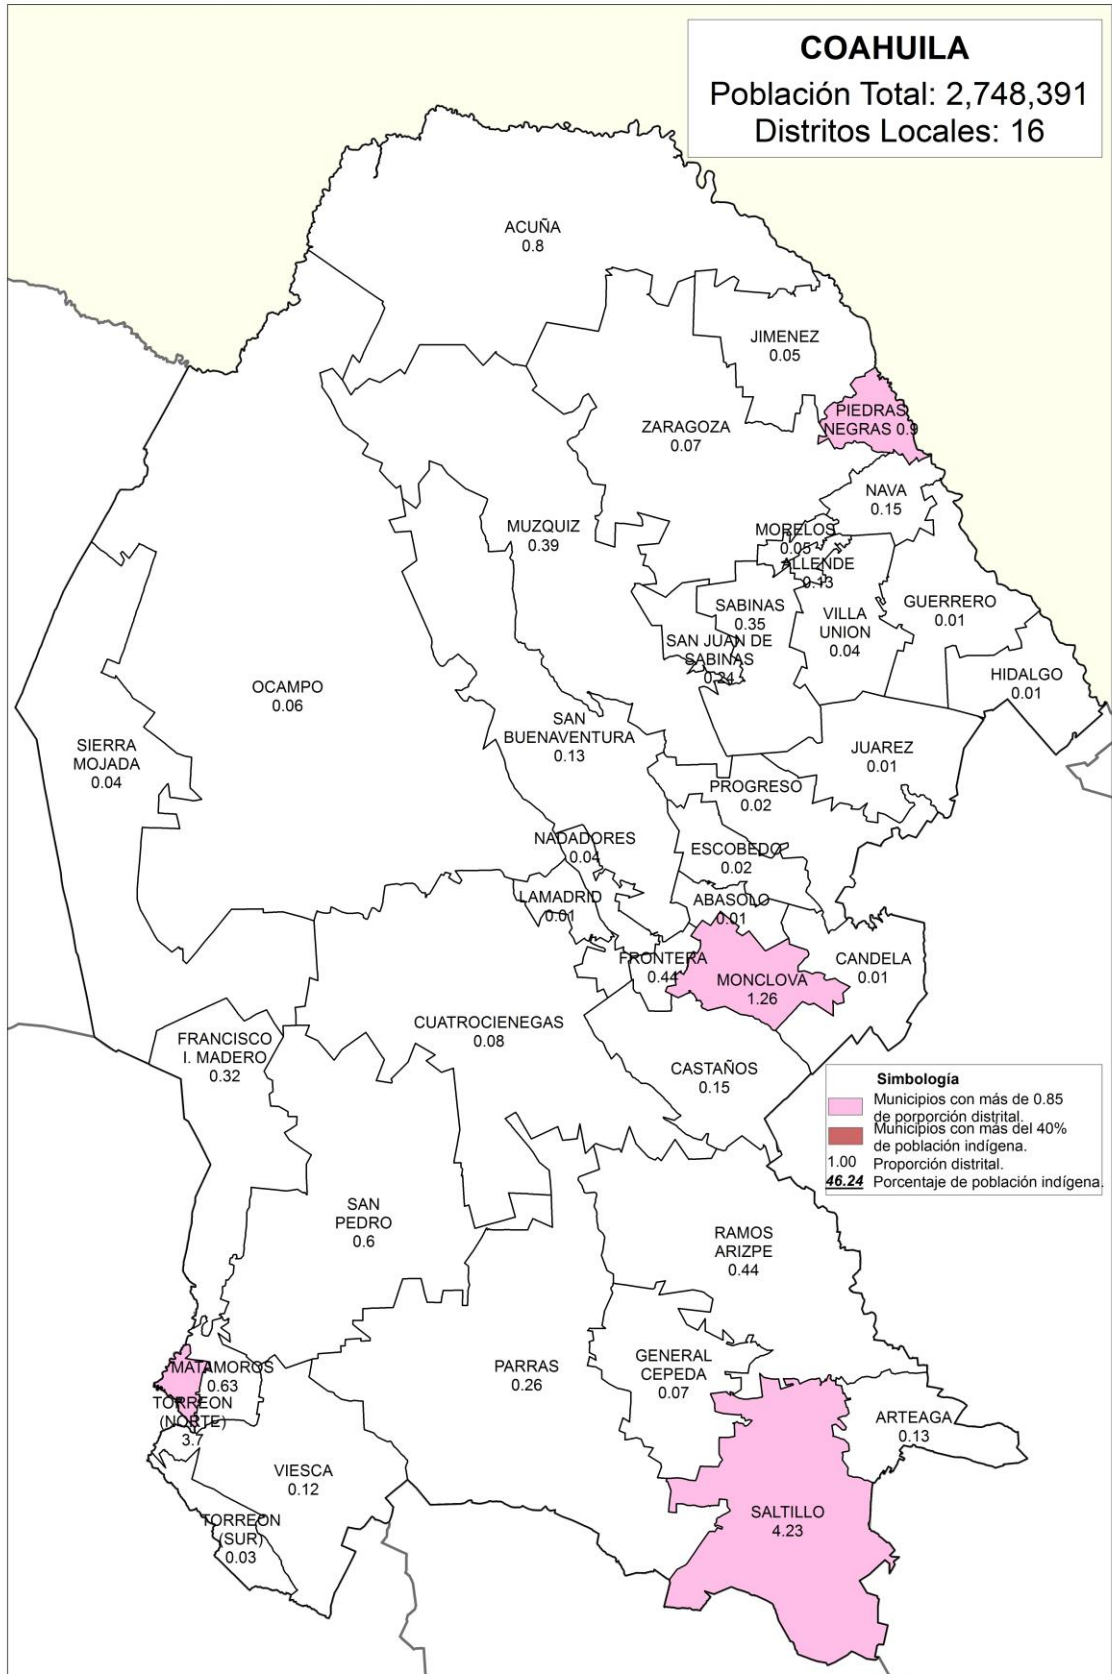 COAHUILA
Población Total: 2,748,391
Distritos Locales: 16
ACUÑA
0.8
JIMENEZ
0.05
PIEDRAS
NEGRAS 0.9
ZARAGOZA
0.07
NAVA
0.15
MUZQUIZ
0.39
MORELOS
0.05
ALLENDE
0.13
SABINAS
0.35
VILLA
UNION
0.04
GUERRERO
0.01
SAN JUAN DE
SABINAS
0.24
HIDALGO
0.01
OCAMPO
0.06
SIERRA
MOJADA
0.04
SAN
BUENAVENTURA
0.13
JUAREZ
0.01
PROGRESO
0.02
NADADORES
0.04
ESCOBEDO
0.02
LAMADRID
0.01
ABASOLO
0.01
FRONTERA
0.44
MONCLOVA
1.26
CANDELA
0.01
CUATROCIENEGAS
0.08
FRANCISCO
I. MADERO
0.32
CASTAÑOS
0.15
Simbología
Municipios con más de 0.85
de porporción distrital.
Municipios con más del 40%
de población indígena.
1.00 Proporción distrital.
46.24 Porcentaje de población indígena.
SAN
PEDRO
0.6
RAMOS
ARIZPE
0.44
MATAMOROS
0.63
PARRAS
0.26
GENERAL
CEPEDA
0.07
TORREON
(NORTE)
3.7
ARTEAGA
0.13
VIESCA
0.12
SALTILLO
4.23
TORREON
(SUR)
0.03